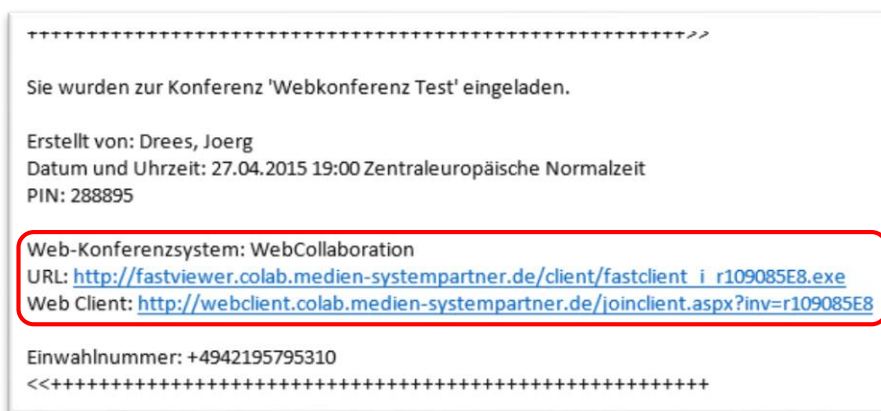 +++++++++++++++++++++++++++++++++++++++++++++++++++++++>>
Sie wurden zur Konferenz 'Webkonferenz Test' eingeladen.
Erstellt von: Drees, Joerg
Datum und Uhrzeit: 27.04.2015 19:00 Zentraleuropäische Normalzeit
PIN: 288895
Web-Konferenzsystem: WebCollaboration
URL: http://fastviewer.colab.medien-systempartner.de/client/fastclient_i_r109085E8.exe
Web Client: http://webclient.colab.medien-systempartner.de/joinclient.aspx?inv=r109085E8
Einwahlnummer: +4942195795310
<<+++++++++++++++++++++++++++++++++++++++++++++++++++++++